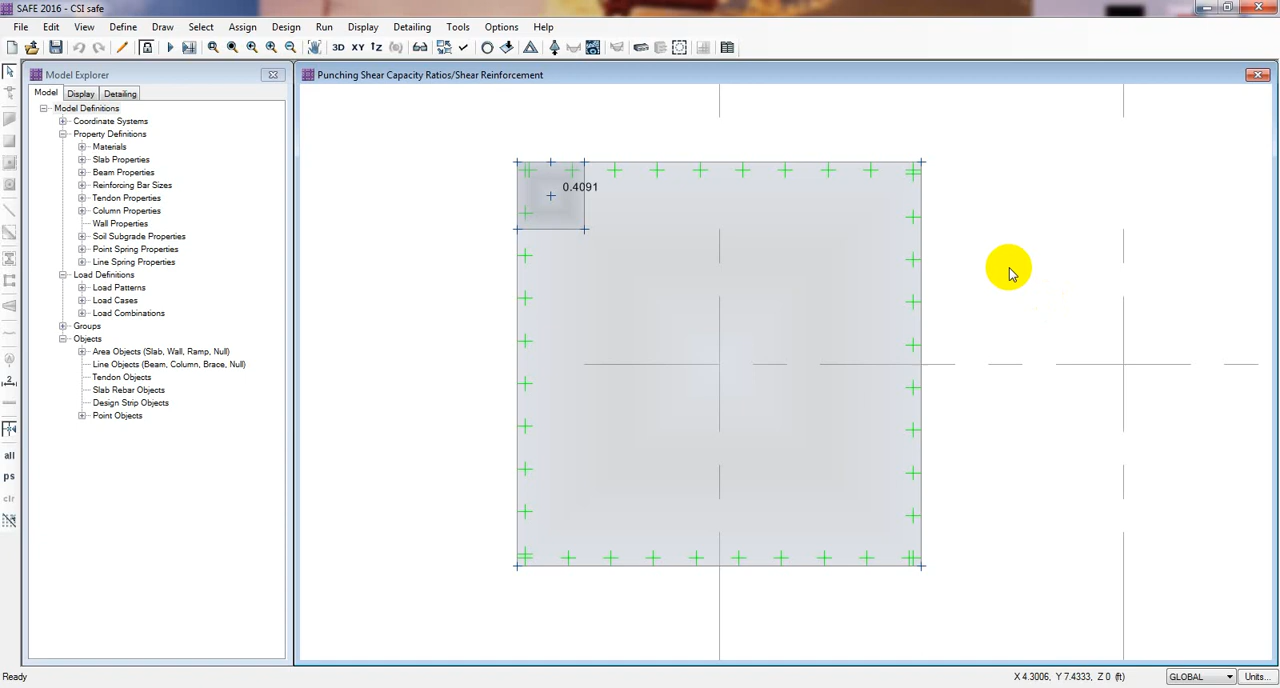 SAFE 2016 - CSI safe
File Edit View Define Draw Select Assign Design Run Display Detailing Tools Options Help
3D XY
Model Explorer
Model Display Detailing
Model Definitions
Coordinate Systems
Property Definitions
Materials
Slab Properties
Beam Properties
Reinforcing Bar Sizes
Tendon Properties
Column Properties
Wall Properties
Soil Subgrade Properties
Point Spring Properties
Line Spring Properties
Load Definitions
Load Patterns
Load Cases
Load Combinations
Groups
Objects
Area Objects (Slab, Wall, Ramp, Null)
Line Objects (Beam, Column, Brace, Null)
Tendon Objects
Slab Rebar Objects
Design Strip Objects
Point Objects
all
ps
clr
Punching Shear Capacity Ratios/Shear Reinforcement
0.4091
Ready
X 4.3006, Y 7.4333, Z 0 (ft)
GLOBAL
Units...